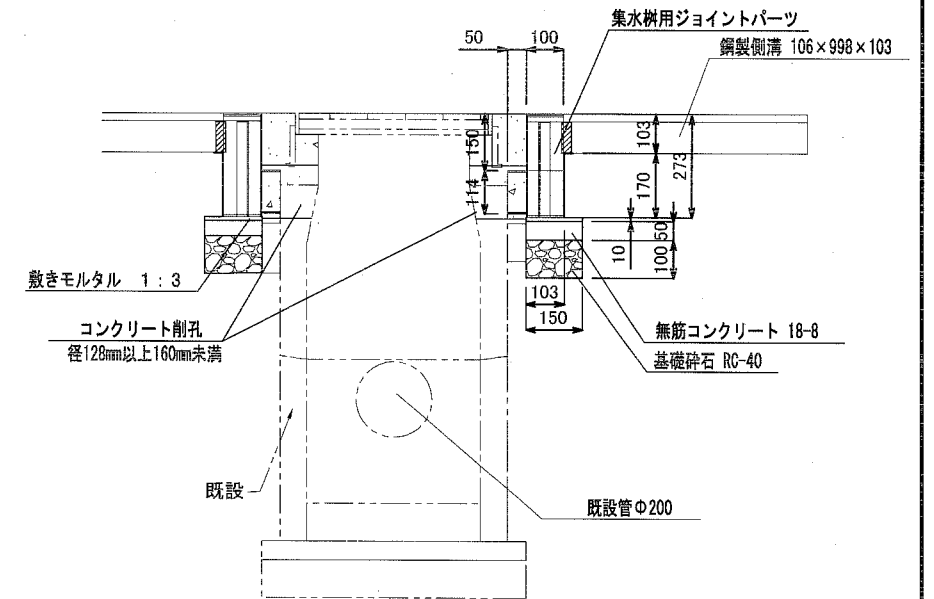 集水桝用ジョイントパーツ
50
100
鋼製側溝 106×998×103
150
103
273
114
170
50
10
100
敷きモルタル 1:3
103
150
コンクリート削孔
径128mm以上160mm未満
無筋コンクリート 18-8
基礎砕石 RC-40
既設
既設管Φ200